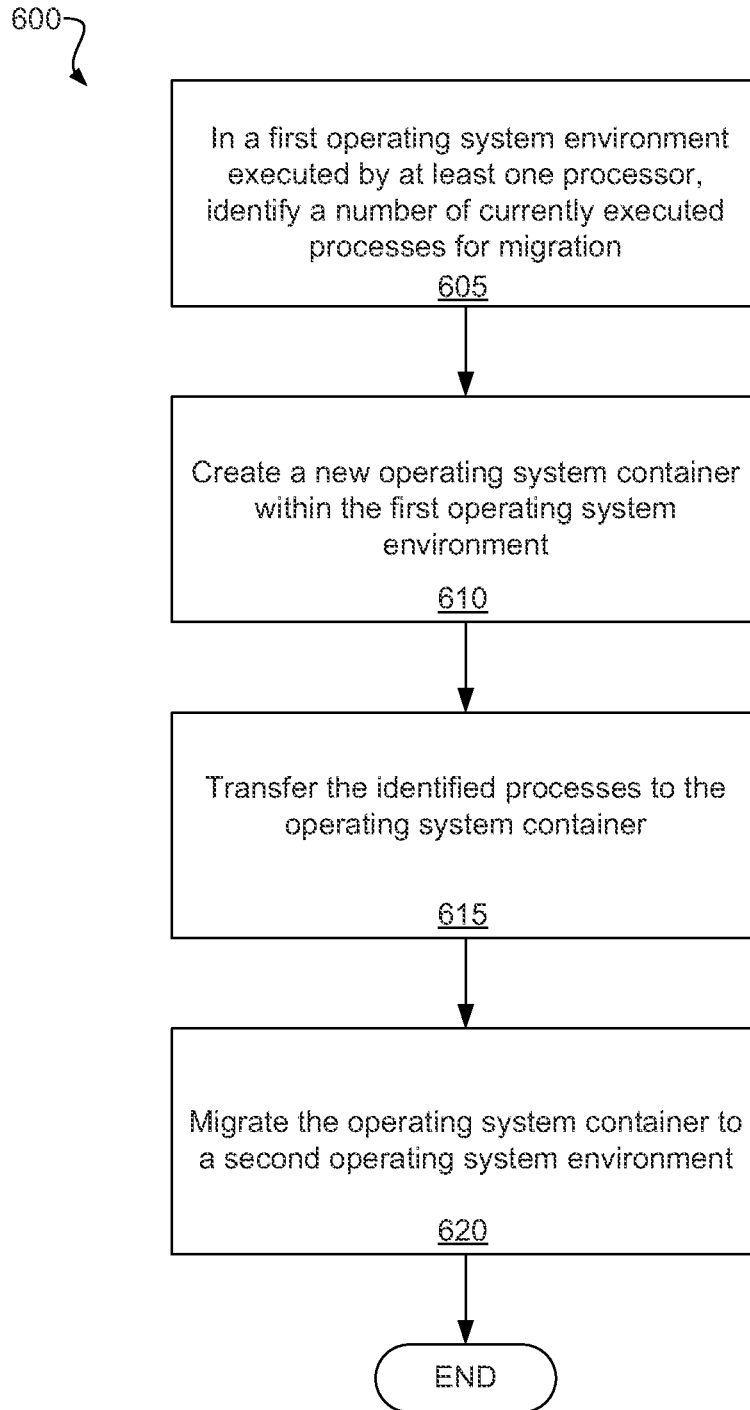 600
In a first operating system environment
executed by at least one processor,
identify a number of currently executed
processes for migration
605
Create a new operating system container
within the first operating system
environment
610
Transfer the identified processes to the
operating system container
615
Migrate the operating system container to
a second operating system environment
620
END